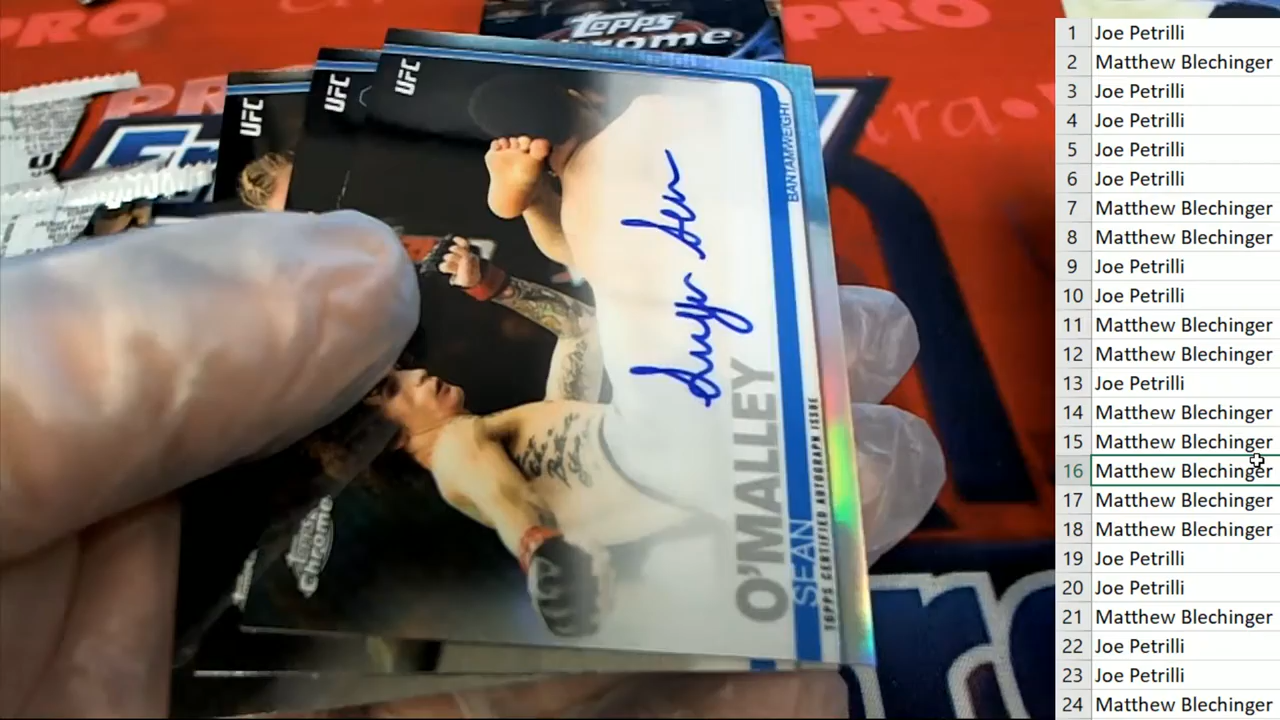 PRO
Topps
Chrome
PRO
UFC
UFC
UFC
BANTAMWEIGHT
O'MALLEY
SEAN
TOPPS CERTIFIED AUTOGRAPH ISSUE
Topps
Chrome
1 Joe Petrilli
2 Matthew Blechinger
3 Joe Petrilli
4 Joe Petrilli
5 Joe Petrilli
6 Joe Petrilli
7 Matthew Blechinger
8 Matthew Blechinger
9 Joe Petrilli
10 Joe Petrilli
11 Matthew Blechinger
12 Matthew Blechinger
13 Joe Petrilli
14 Matthew Blechinger
15 Matthew Blechinger
16 Matthew Blechinger
17 Matthew Blechinger
18 Matthew Blechinger
19 Joe Petrilli
20 Joe Petrilli
21 Matthew Blechinger
22 Joe Petrilli
23 Joe Petrilli
24 Matthew Blechinger